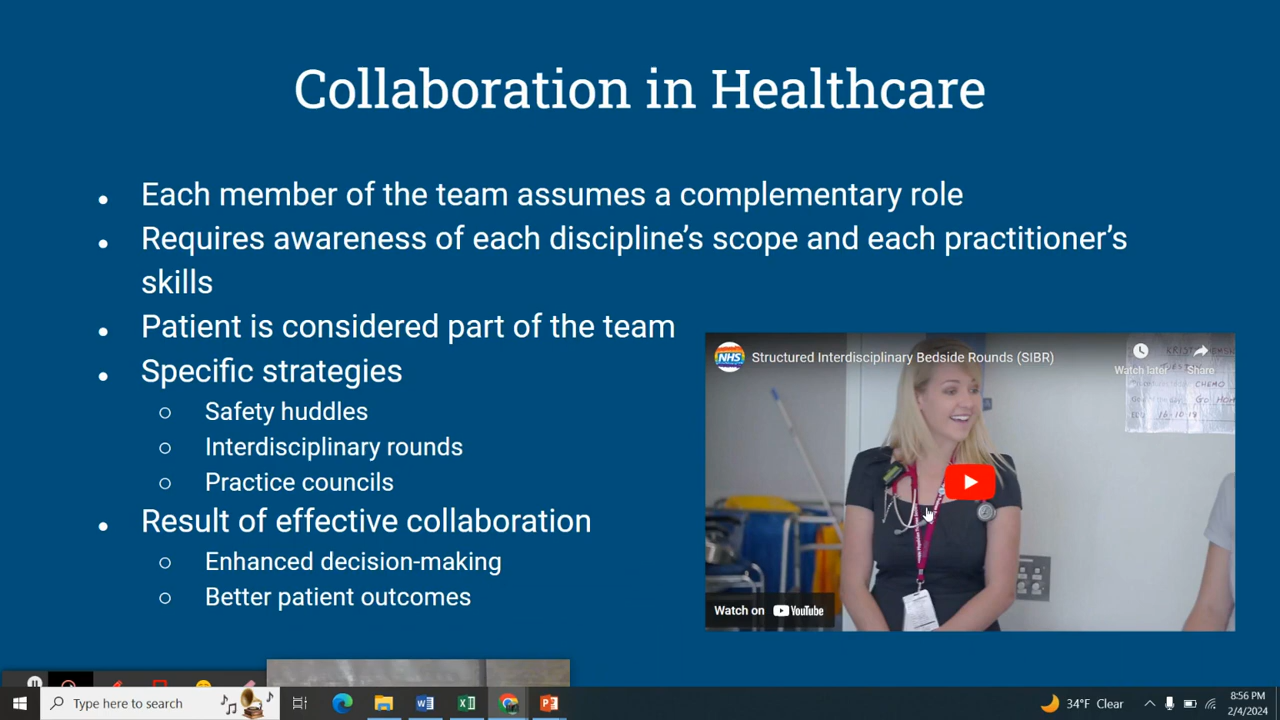 Collaboration in Healthcare
● Each member of the team assumes a complementary role
● Requires awareness of each discipline’s scope and each practitioner’s
skills
● Patient is considered part of the team
● Specific strategies
○ Safety huddles
○ Interdisciplinary rounds
○ Practice councils
● Result of effective collaboration
○ Enhanced decision-making
○ Better patient outcomes
NHS
Structured Interdisciplinary Bedside Rounds (SIBR)
Watch later
Share
CHEMO
Watch on YouTube
Type here to search
34°F Clear
8:56 PM
2/4/2024